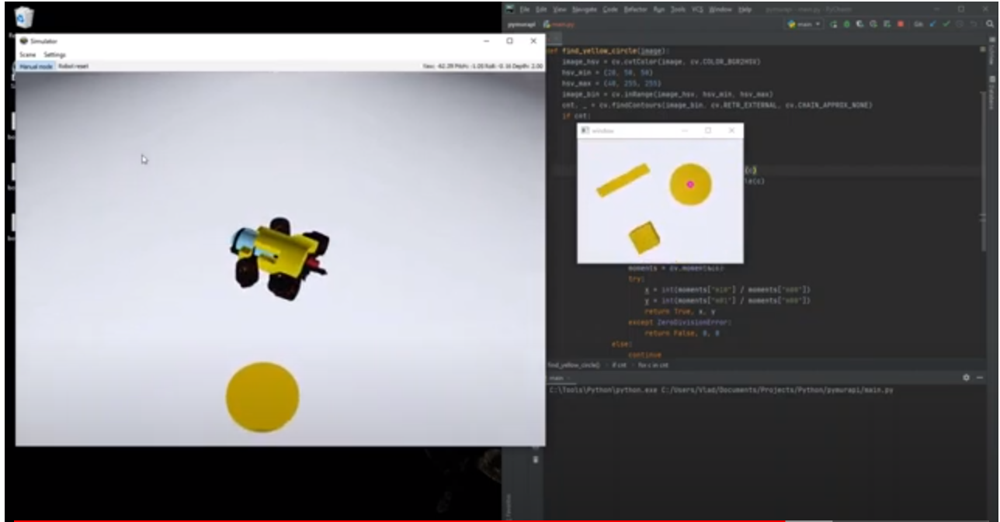 Simulator
Scene Settings
Manual mode Robot reset
Yaw: -62.39 Pitch: -1.05 Roll: -0.16 Depth: 2.00
File Edit View Navigate Code Refactor Run Tools VCS Window Help pymurapi - main.py - PyCharm
pymurapi main.py
main
Git:
find_yellow_circle(image):
image_hsv = cv.cvtColor(image, cv.COLOR_BGR2HSV)
hsv_min = (20, 50, 50)
hsv_max = (40, 255, 255)
image_bin = cv.inRange(image_hsv, hsv_min, hsv_max)
cnt, _ = cv.findContours(image_bin, cv.RETR_EXTERNAL, cv.CHAIN_APPROX_NONE)
if cnt:
window
(c)
le(c)
moments = cv.moments(c)
try:
x = int(moments["m10"] / moments["m00"])
y = int(moments["m01"] / moments["m00"])
return True, x, y
except ZeroDivisionError:
return False, 0, 0
else:
continue
find_yellow_circle() if cnt for c in cnt
main
C:\Tools\Python\python.exe C:/Users/Vlad/Documents/Projects/Python/pymurapi/main.py
Favorites